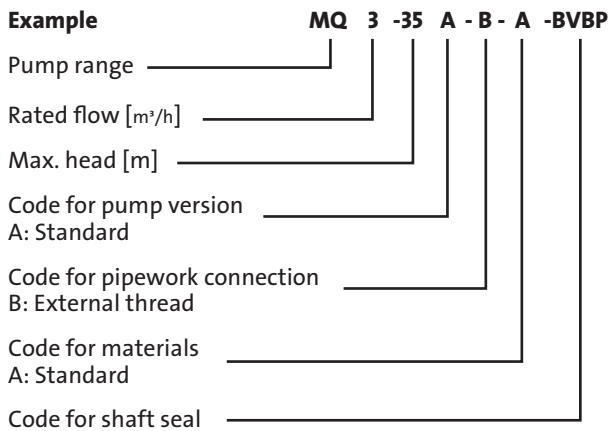 Example MQ 3 -35 A - B - A -BVBP
Pump range
Rated flow [m³/h]
Max. head [m]
Code for pump version
A: Standard
Code for pipework connection
B: External thread
Code for materials
A: Standard
Code for shaft seal